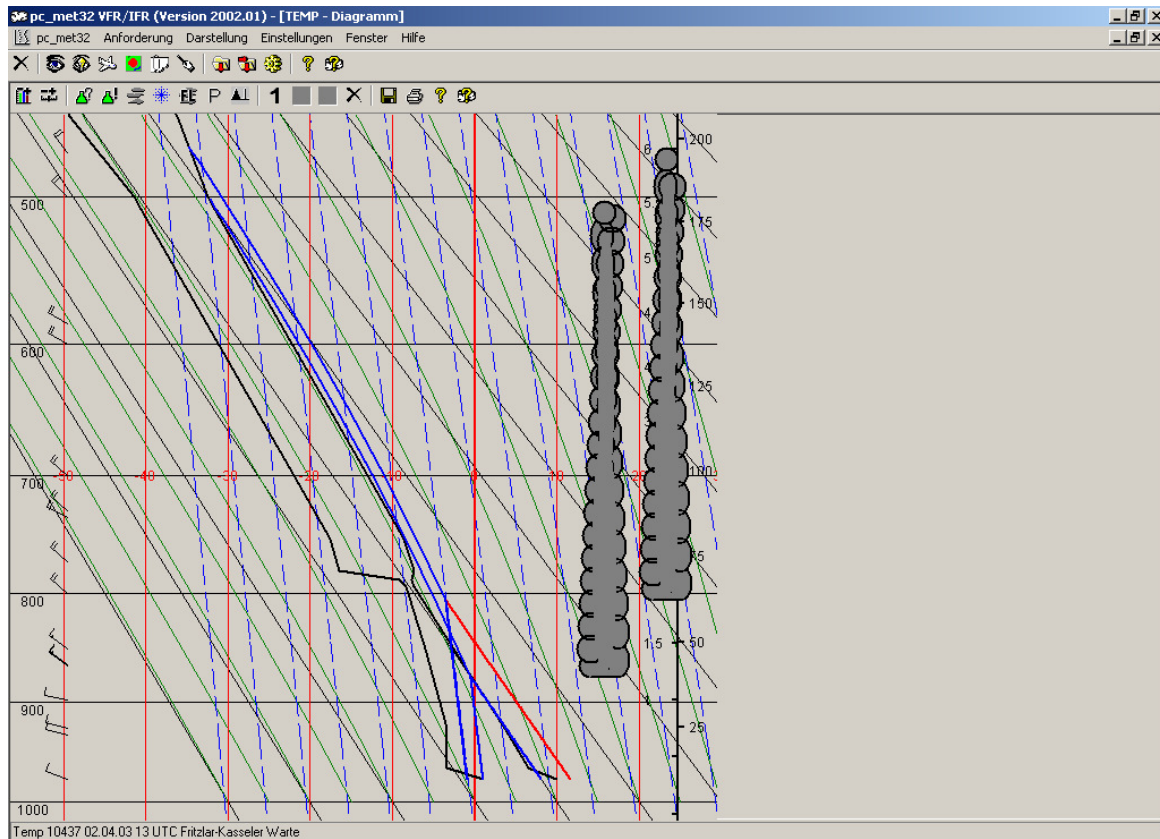 pc_met32 VFR/IFR (Version 2002.01) - [TEMP - Diagramm]
pc_met32 Anforderung Darstellung Einstellungen Fenster Hilfe
P 1
6 200
500 5. 175
5 150
4
600
4 125
700 -50 -40 -30 -20 -10 0 10 20 100
75
800
1.5 50
900 1
25
1000
Temp 10437 02.04.03 13 UTC Fritzlar-Kasseler Warte